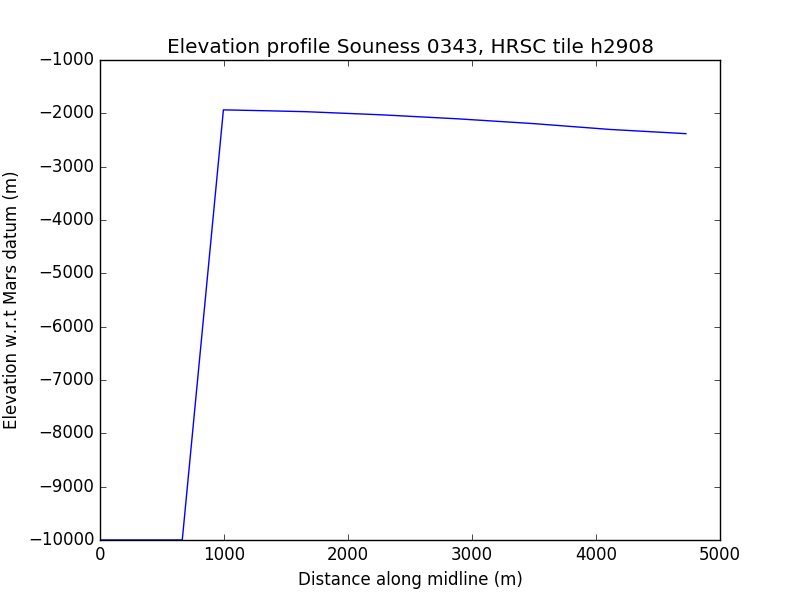 Elevation profile Souness 0343, HRSC tile h2908
Elevation w.r.t Mars datum (m)
−1000
−2000
−3000
−4000
−5000
−6000
−7000
−8000
−9000
−10000
0 1000 2000 3000 4000 5000
Distance along midline (m)